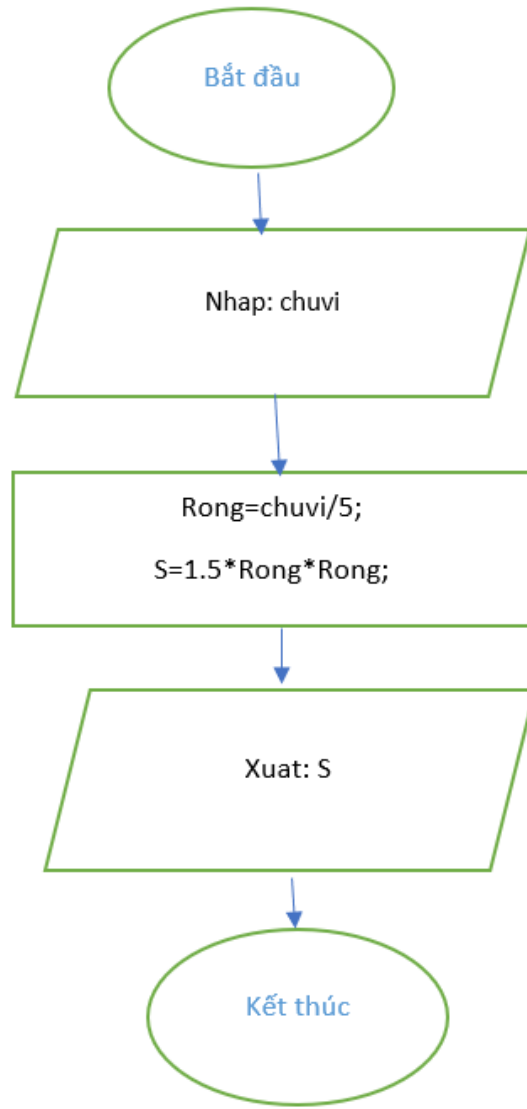 Bắt đầu
Nhap: chuvi
Rong=chuvi/5;
S=1.5*Rong*Rong;
Xuat: S
Kết thúc